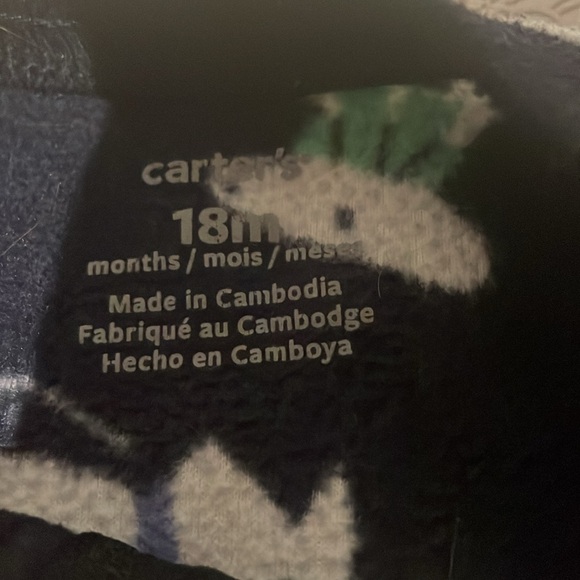 carter's
18m
months / mois / meses
Made in Cambodia
Fabriqué au Cambodge
Hecho en Camboya